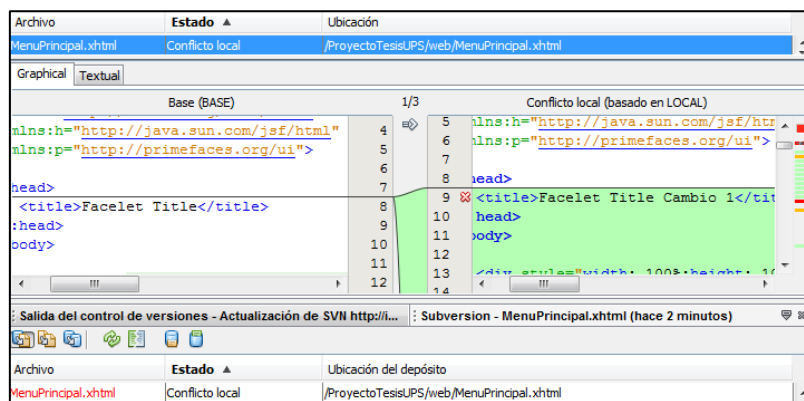 Archivo Estado ▲ Ubicación
MenuPrincipal.xhtml Conflicto local /ProyectoTesisUPS/web/MenuPrincipal.xhtml
Graphical Textual
Base (BASE) 1/3 Conflicto local (basado en LOCAL)
mlns:h="http://java.sun.com/jsf/html" 4 5 mlns:h="http://java.sun.com/jsf/htm
mlns:p="http://primefaces.org/ui"> 5 6 mlns:p="http://primefaces.org/ui">
6 7
head> 7 8 head>
<title>Facelet Title</title> 8 9 <title>Facelet Title Cambio 1</tit
:head> 9 10 head>
body> 10 11 body>
11 12
12 13 <div style="width: 100%;height: 10
14
Salida del control de versiones - Actualización de SVN http://i... Subversion - MenuPrincipal.xhtml (hace 2 minutos)
Archivo Estado ▲ Ubicación del depósito
MenuPrincipal.xhtml Conflicto local /ProyectoTesisUPS/web/MenuPrincipal.xhtml